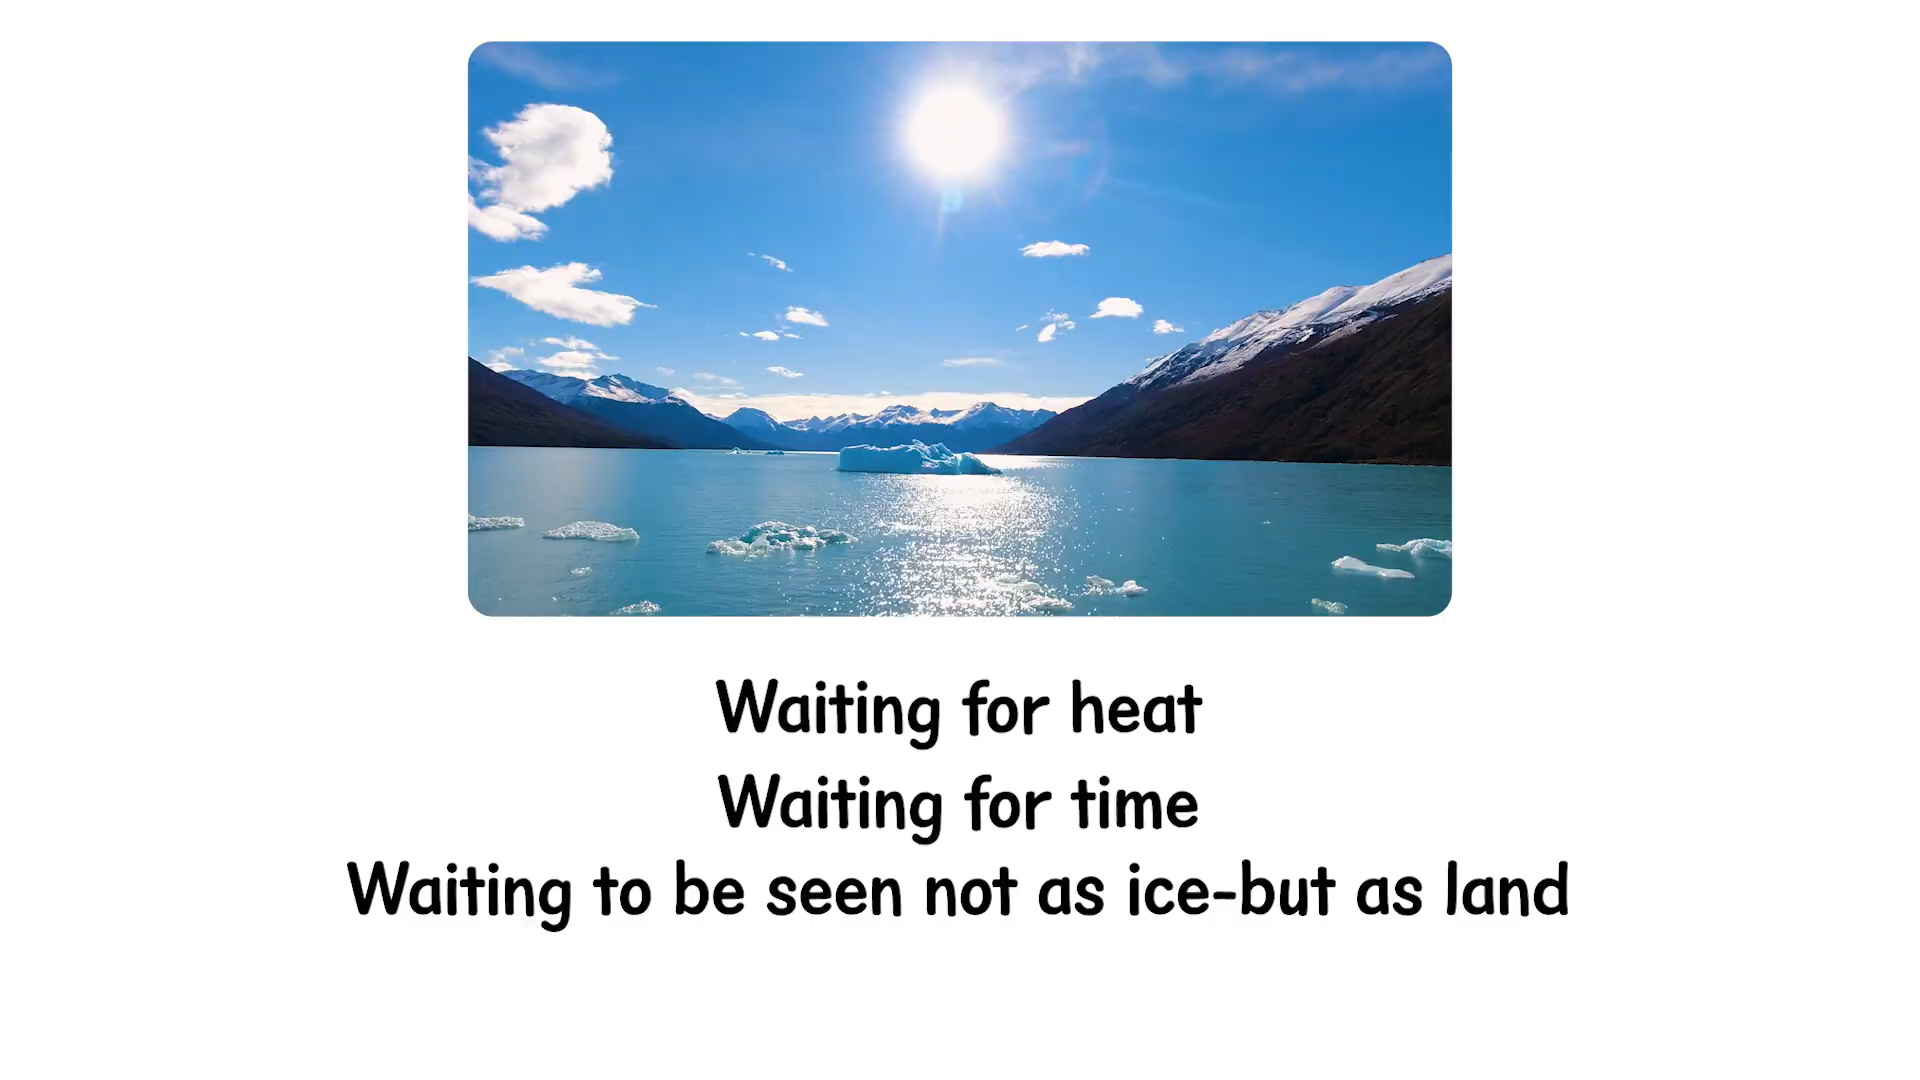 Waiting for heat
Waiting for time
Waiting to be seen not as ice-but as land